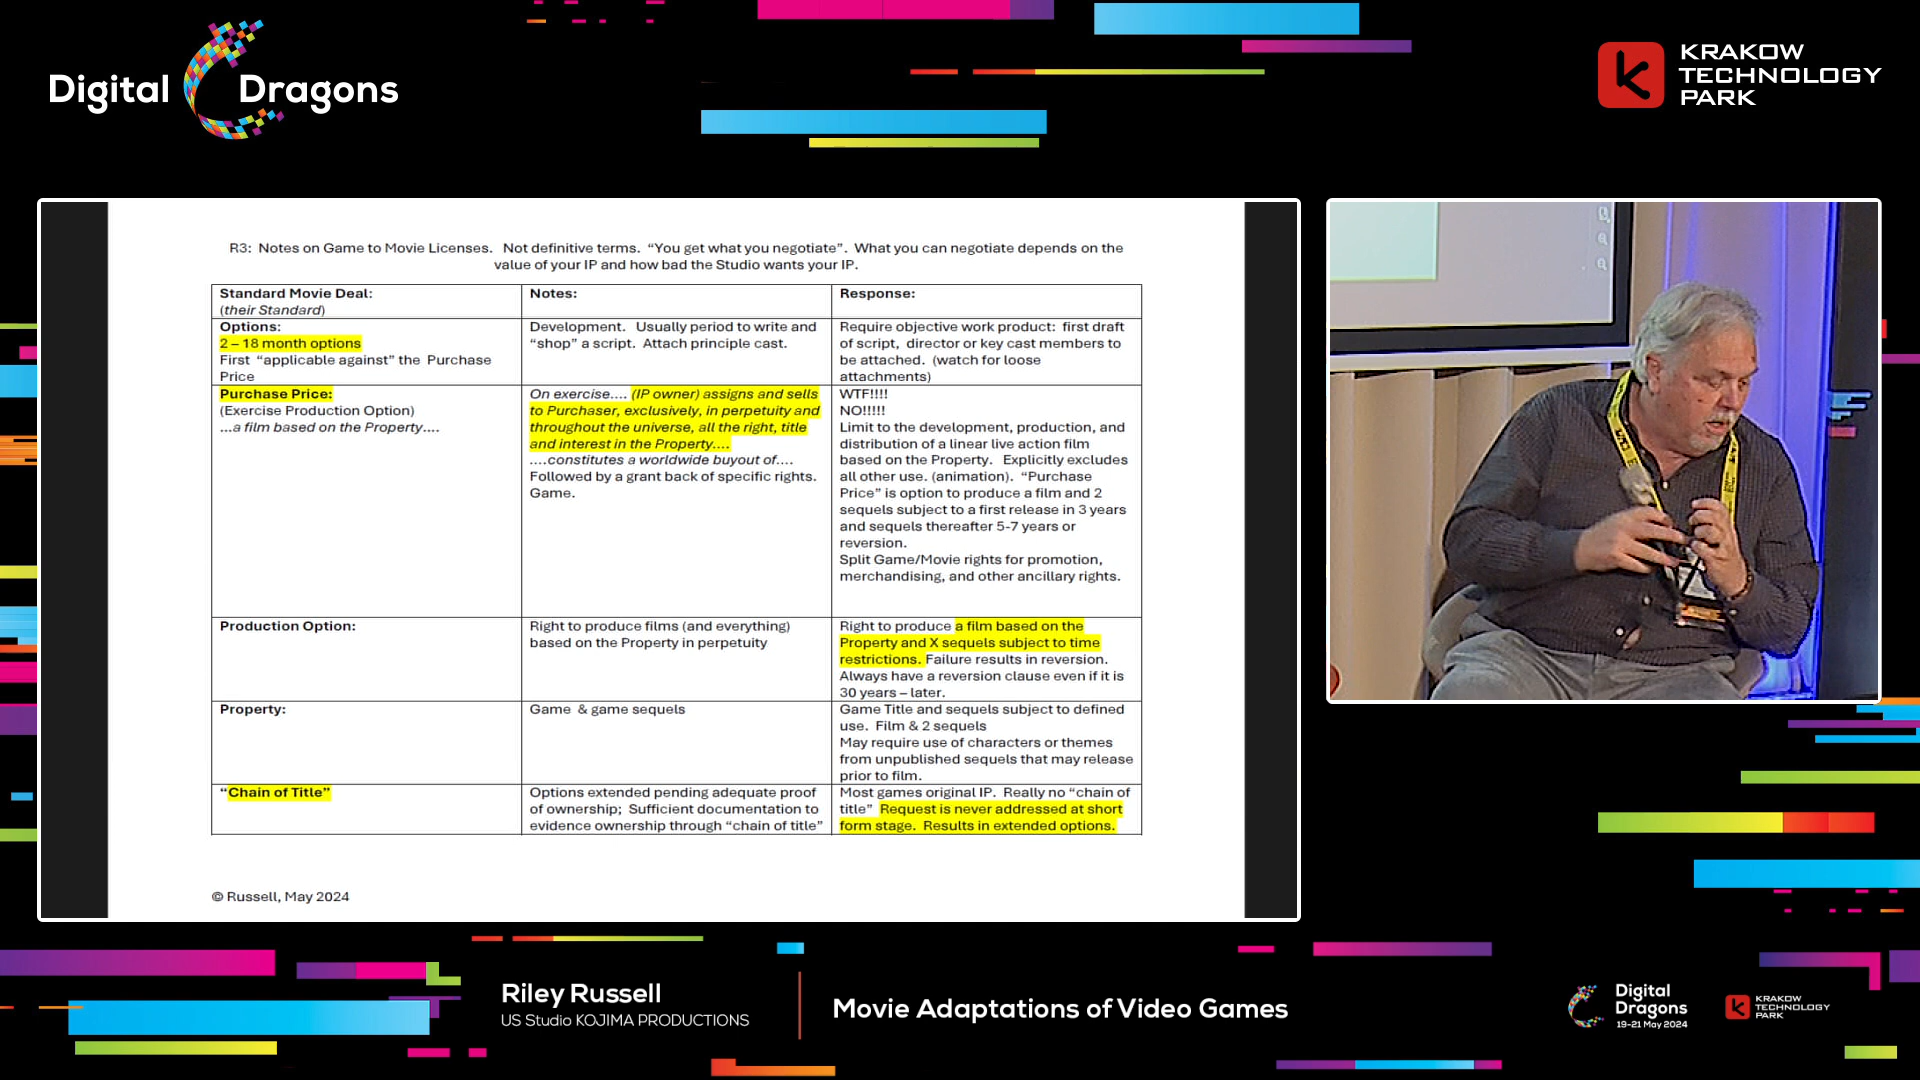 Digital Dragons
KRAKOW
TECHNOLOGY
PARK
R3: Notes on Game to Movie Licenses. Not definitive terms. “You get what you negotiate”. What you can negotiate depends on the
value of your IP and how bad the Studio wants your IP.
Standard Movie Deal:
(their Standard)
Notes:
Response:
Options:
2 – 18 month options
First “applicable against” the Purchase
Price
Development. Usually period to write and
“shop” a script. Attach principle cast.
Require objective work product: first draft
of script, director or key cast members to
be attached. (watch for loose
attachments)
Purchase Price:
(Exercise Production Option)
…a film based on the Property….
On exercise…. (IP owner) assigns and sells
to Purchaser, exclusively, in perpetuity and
throughout the universe, all the right, title
and interest in the Property….
….constitutes a worldwide buyout of….
Followed by a grant back of specific rights.
Game.
WTF!!!!
NO!!!!!
Limit to the development, production, and
distribution of a linear live action film
based on the Property. Explicitly excludes
all other use. (animation). “Purchase
Price” is option to produce a film and 2
sequels subject to a first release in 3 years
and sequels thereafter 5-7 years or
reversion.
Split Game/Movie rights for promotion,
merchandising, and other ancillary rights.
Production Option:
Right to produce films (and everything)
based on the Property in perpetuity
Right to produce a film based on the
Property and X sequels subject to time
restrictions. Failure results in reversion.
Always have a reversion clause even if it is
30 years – later.
Property:
Game & game sequels
Game Title and sequels subject to defined
use. Film & 2 sequels
May require use of characters or themes
from unpublished sequels that may release
prior to film.
“Chain of Title”
Options extended pending adequate proof
of ownership; Sufficient documentation to
evidence ownership through “chain of title”
Most games original IP. Really no “chain of
title” Request is never addressed at short
form stage. Results in extended options.
© Russell, May 2024
Riley Russell
US Studio KOJIMA PRODUCTIONS
Movie Adaptations of Video Games
Digital
Dragons
19-21 May 2024
KRAKOW
TECHNOLOGY
PARK